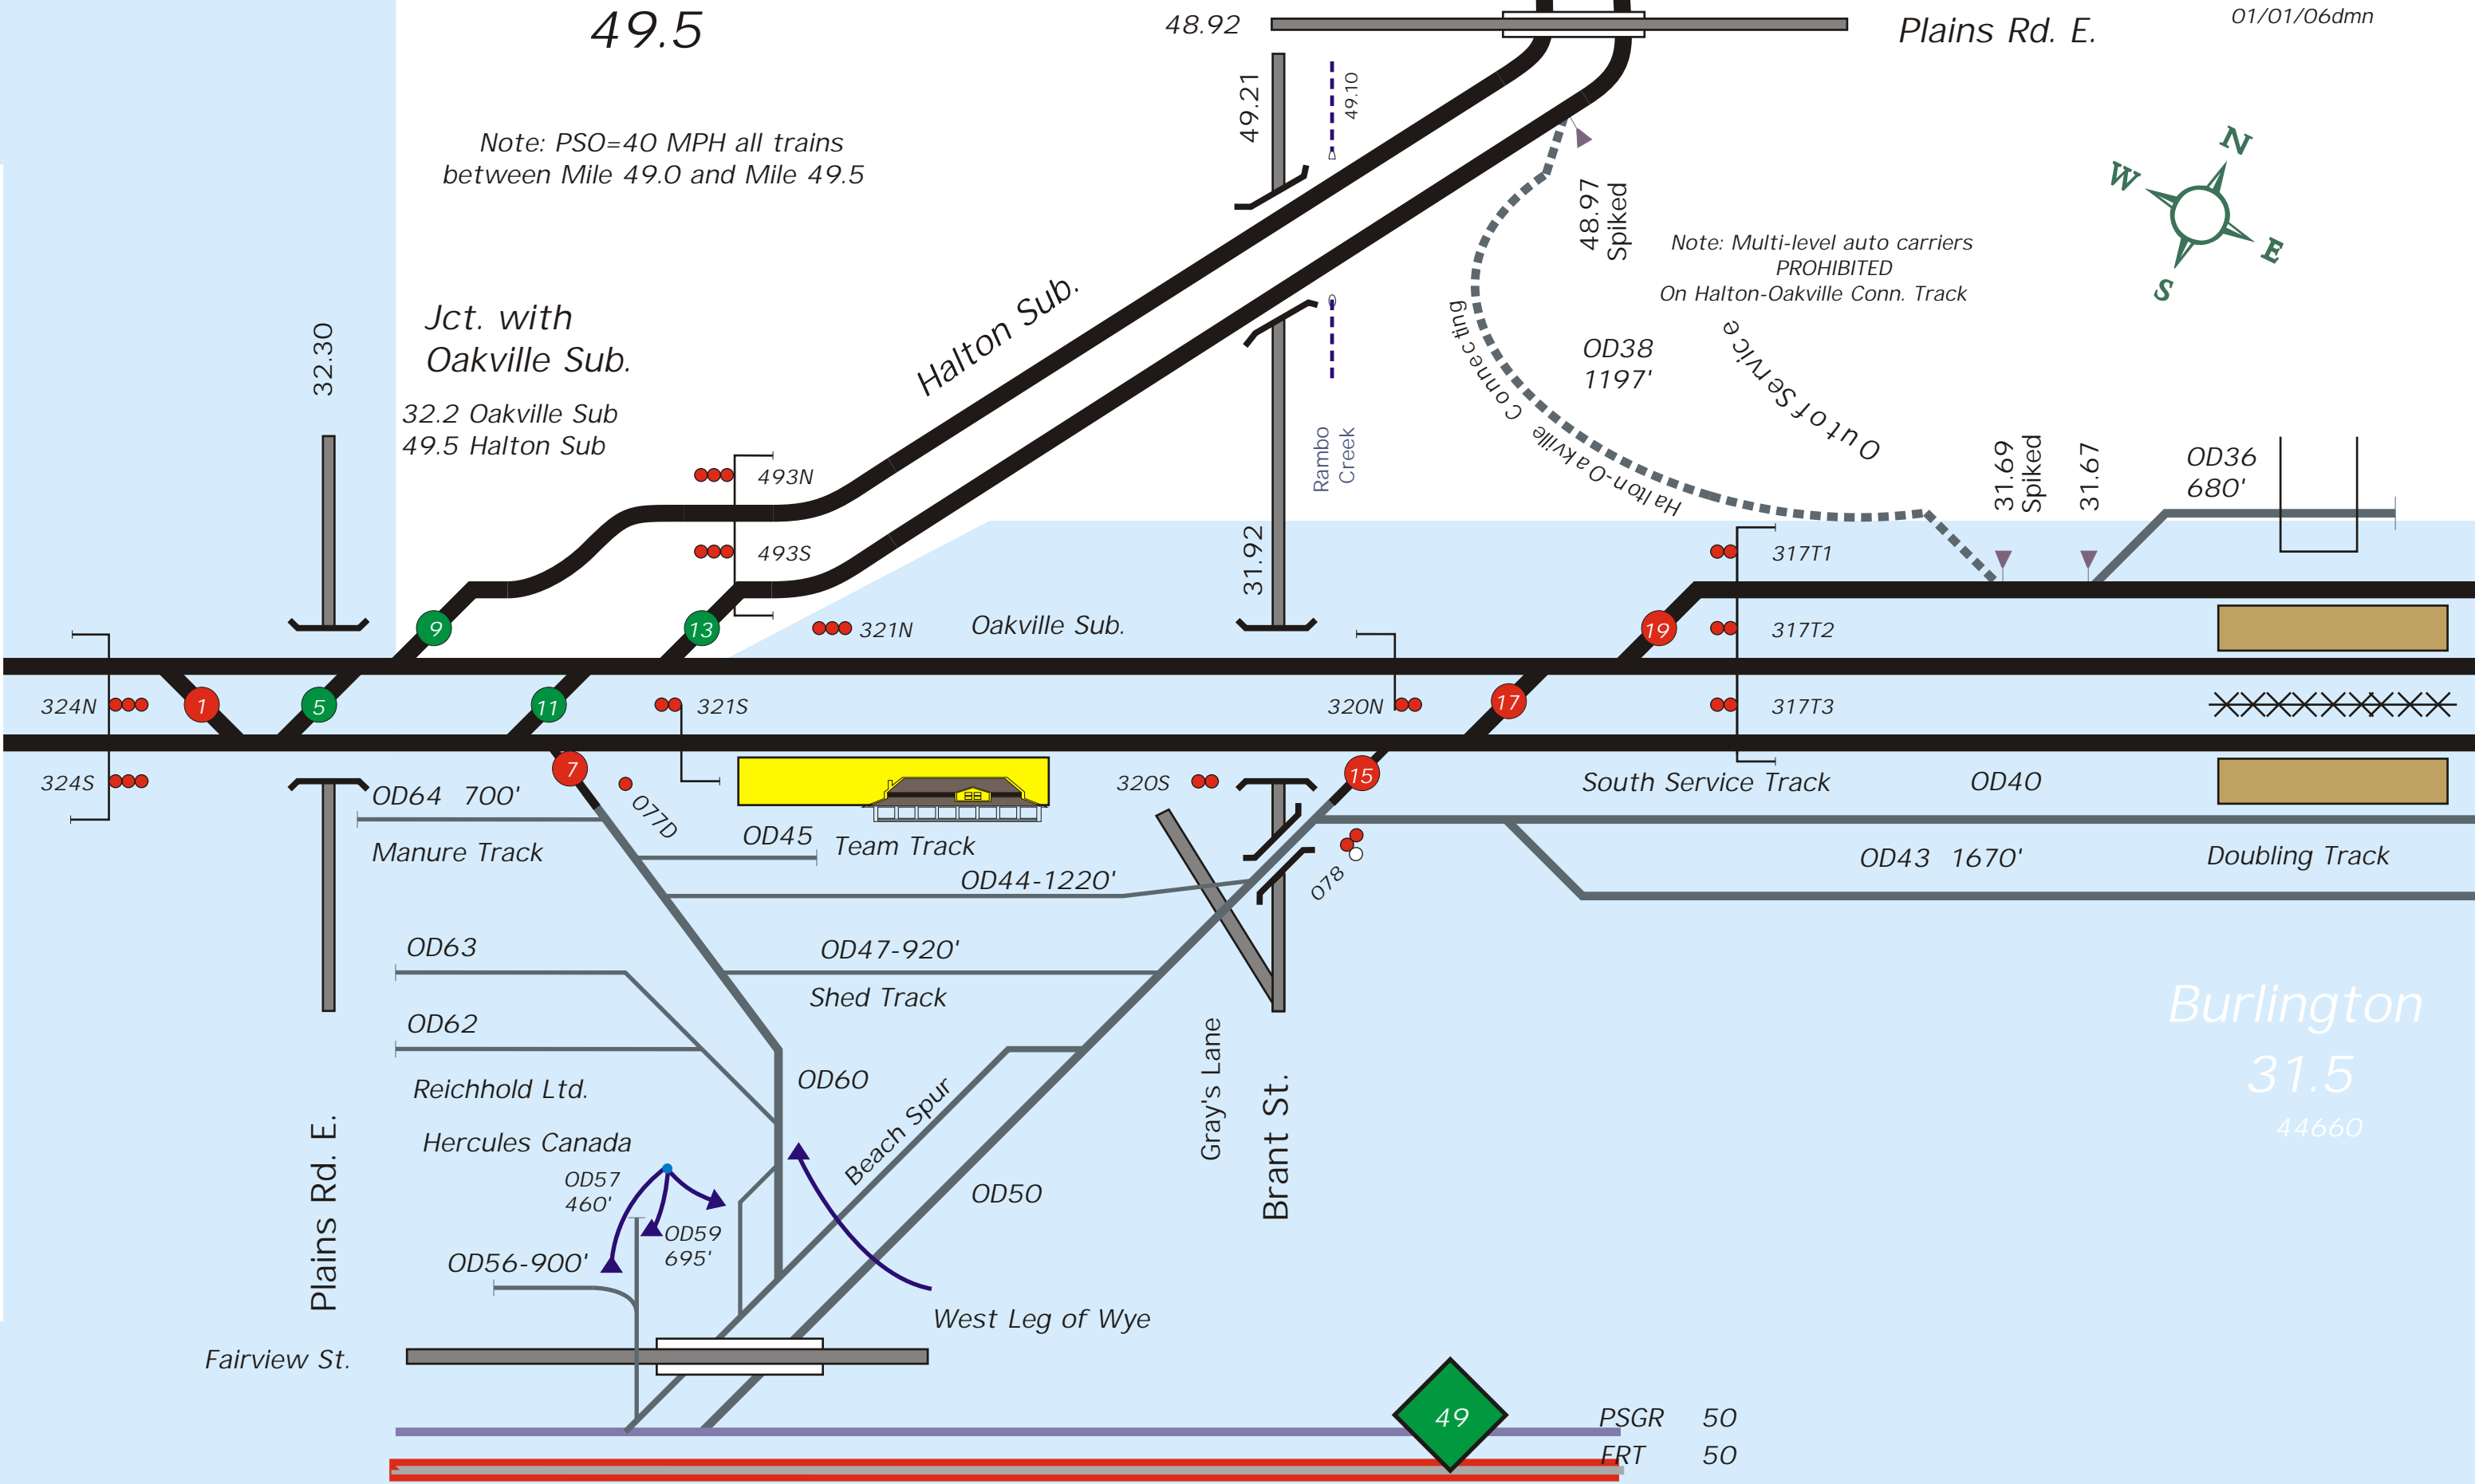 49.5
48.92
Plains Rd. E.
01/01/06dmn
Note: PSO=40 MPH all trains
between Mile 49.0 and Mile 49.5
49.21
49.10
N
W
E
S
48.97
Spiked
Note: Multi-level auto carriers
PROHIBITED
On Halton-Oakville Conn. Track
Jct. with
Oakville Sub.
32.2 Oakville Sub
49.5 Halton Sub
32.30
Halton Sub.
OD38
1197'
Out of Service
Halton-Oakville Connecting
Rambo
Creek
31.69
Spiked
31.67
OD36
680'
493N
493S
31.92
317T1
9
13
321N
Oakville Sub.
19
317T2
324N
1
5
11
321S
320N
17
317T3
324S
7
077D
320S
15
South Service Track
OD40
OD64 700'
Manure Track
OD45
Team Track
OD44-1220'
078
OD43 1670'
Doubling Track
OD63
OD47-920'
Shed Track
OD62
Reichhold Ltd.
OD60
Beach Spur
Gray's Lane
Brant St.
Burlington
31.5
44660
Plains Rd. E.
Hercules Canada
OD57
460'
OD59
695'
OD50
OD56-900'
West Leg of Wye
Fairview St.
49
PSGR 50
FRT 50